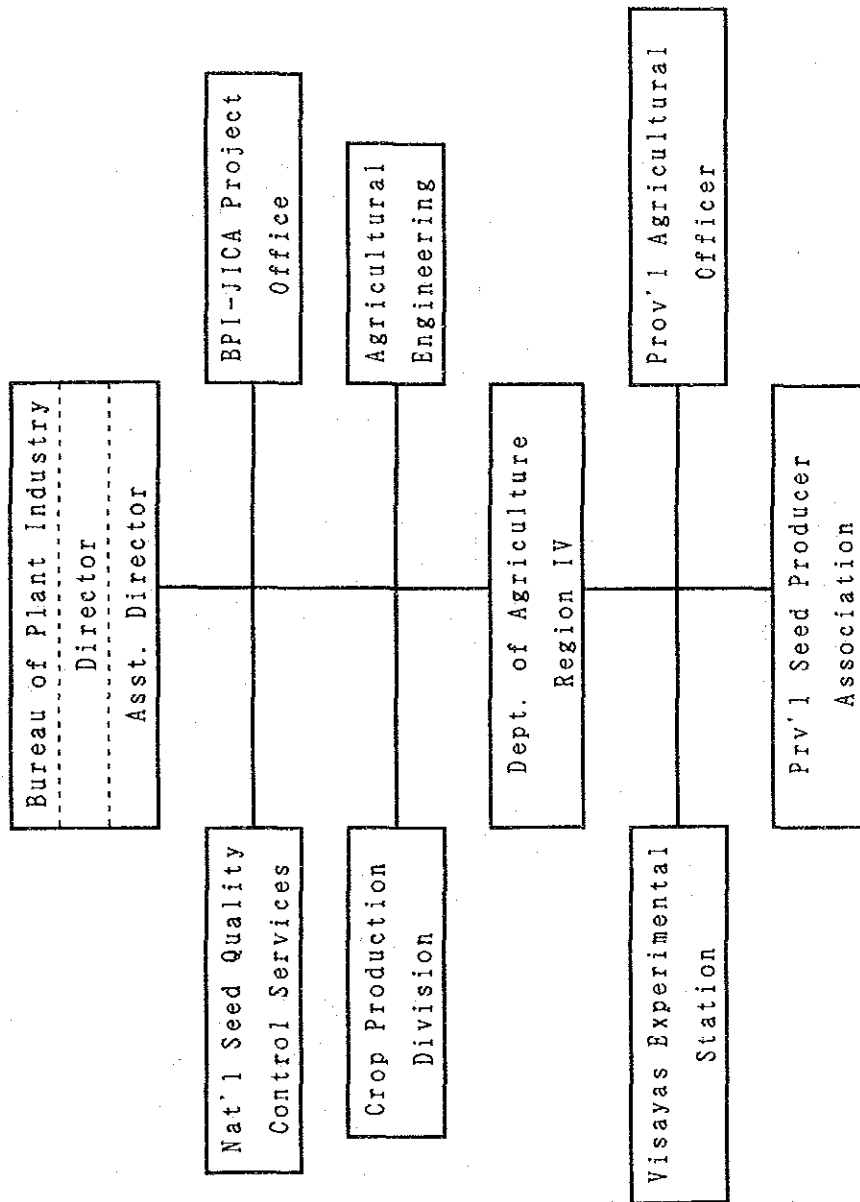 Bureau of Plant Industry
Director
Asst. Director
Nat'l Seed Quality
Control Services
BPI-JICA Project
Office
Crop Production
Division
Agricultural
Engineering
Dept. of Agriculture
Region IV
Visayas Experimental
Station
Prov'l Agricultural
Officer
Prv'l Seed Producer
Association